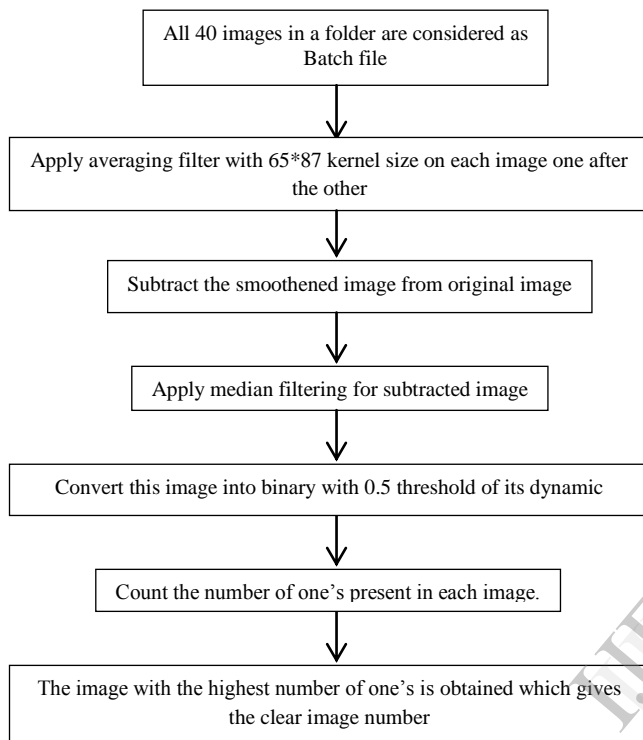 All 40 images in a folder are considered as
Batch file
Apply averaging filter with 65*87 kernel size on each image one after
the other
Subtract the smoothened image from original image
Apply median filtering for subtracted image
Convert this image into binary with 0.5 threshold of its dynamic
Count the number of one's present in each image.
The image with the highest number of one's is obtained which gives
the clear image number